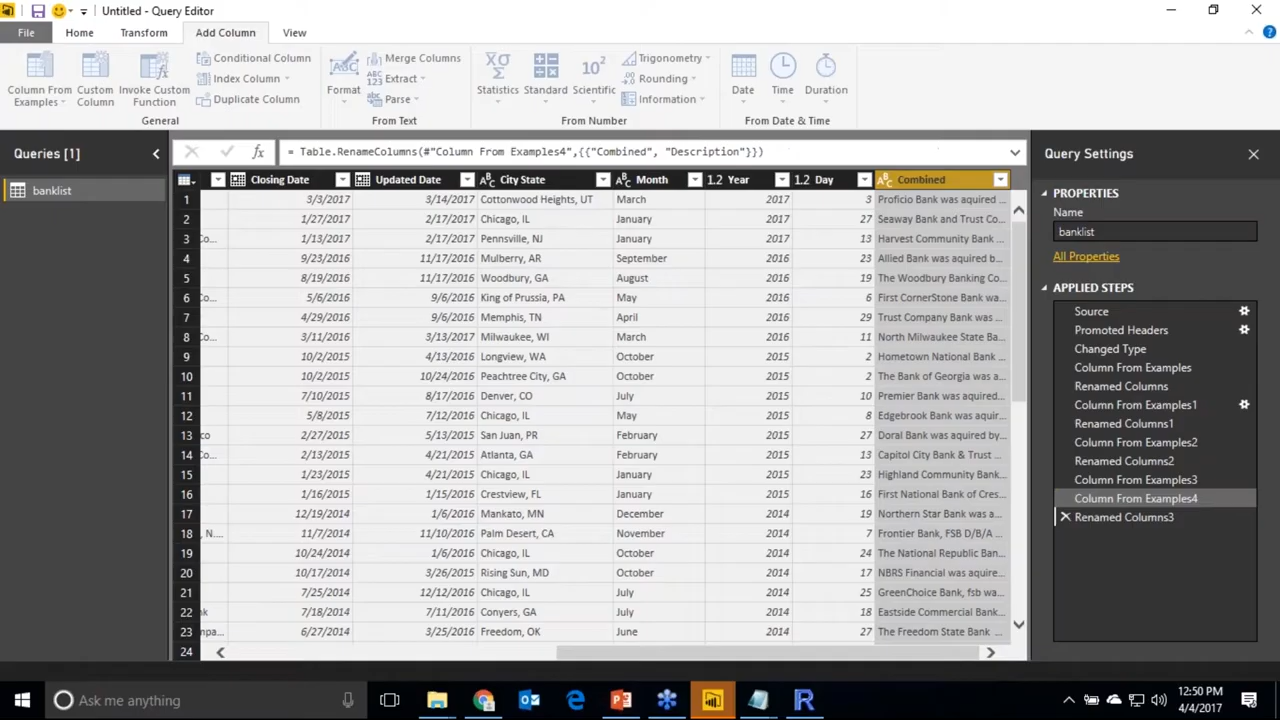 Untitled - Query Editor
File Home Transform Add Column View
Column From Examples
Custom Column
Invoke Custom Function
Conditional Column
Index Column
Duplicate Column
General
Format
Merge Columns
ABC 123 Extract
abc Parse
From Text
XΣ σ Statistics
Standard
10² Scientific
Trigonometry
.00 Rounding
Information
From Number
Date
Time
Duration
From Date & Time
Queries [1]
banklist
fx = Table.RenameColumns(#"Column From Examples4",{{"Combined", "Description"}})
Closing Date Updated Date City State Month 1.2 Year 1.2 Day Combined
1 3/3/2017 3/14/2017 Cottonwood Heights, UT March 2017 3 Proficio Bank was aquired ...
2 1/27/2017 2/17/2017 Chicago, IL January 2017 27 Seaway Bank and Trust Co...
3 Co... 1/13/2017 2/17/2017 Pennsville, NJ January 2017 13 Harvest Community Bank ...
4 9/23/2016 11/17/2016 Mulberry, AR September 2016 23 Allied Bank was aquired b...
5 8/19/2016 11/17/2016 Woodbury, GA August 2016 19 The Woodbury Banking Co...
6 Co... 5/6/2016 9/6/2016 King of Prussia, PA May 2016 6 First CornerStone Bank wa...
7 4/29/2016 9/6/2016 Memphis, TN April 2016 29 Trust Company Bank was ...
8 Co... 3/11/2016 3/13/2017 Milwaukee, WI March 2016 11 North Milwaukee State Ba...
9 10/2/2015 4/13/2016 Longview, WA October 2015 2 Hometown National Bank ...
10 10/2/2015 10/24/2016 Peachtree City, GA October 2015 2 The Bank of Georgia was a...
11 7/10/2015 8/17/2016 Denver, CO July 2015 10 Premier Bank was aquired...
12 5/8/2015 7/12/2016 Chicago, IL May 2015 8 Edgebrook Bank was aquir...
13 co 2/27/2015 5/13/2015 San Juan, PR February 2015 27 Doral Bank was aquired by...
14 Co... 2/13/2015 4/21/2015 Atlanta, GA February 2015 13 Capitol City Bank & Trust ...
15 1/23/2015 4/21/2015 Chicago, IL January 2015 23 Highland Community Bank...
16 1/16/2015 1/15/2016 Crestview, FL January 2015 16 First National Bank of Cres...
17 12/19/2014 1/6/2016 Mankato, MN December 2014 19 Northern Star Bank was a...
18 , N.... 11/7/2014 11/10/2016 Palm Desert, CA November 2014 7 Frontier Bank, FSB D/B/A ...
19 10/24/2014 1/6/2016 Chicago, IL October 2014 24 The National Republic Ban...
20 10/17/2014 3/26/2015 Rising Sun, MD October 2014 17 NBRS Financial was aquire...
21 7/25/2014 12/12/2016 Chicago, IL July 2014 25 GreenChoice Bank, fsb wa...
22 nk 7/18/2014 7/11/2016 Conyers, GA July 2014 18 Eastside Commercial Bank...
23 mpa... 6/27/2014 3/25/2016 Freedom, OK June 2014 27 The Freedom State Bank ...
24
Query Settings
PROPERTIES
Name
banklist
All Properties
APPLIED STEPS
Source
Promoted Headers
Changed Type
Column From Examples
Renamed Columns
Column From Examples1
Renamed Columns1
Column From Examples2
Renamed Columns2
Column From Examples3
Column From Examples4
Renamed Columns3
Ask me anything
12:50 PM
4/4/2017